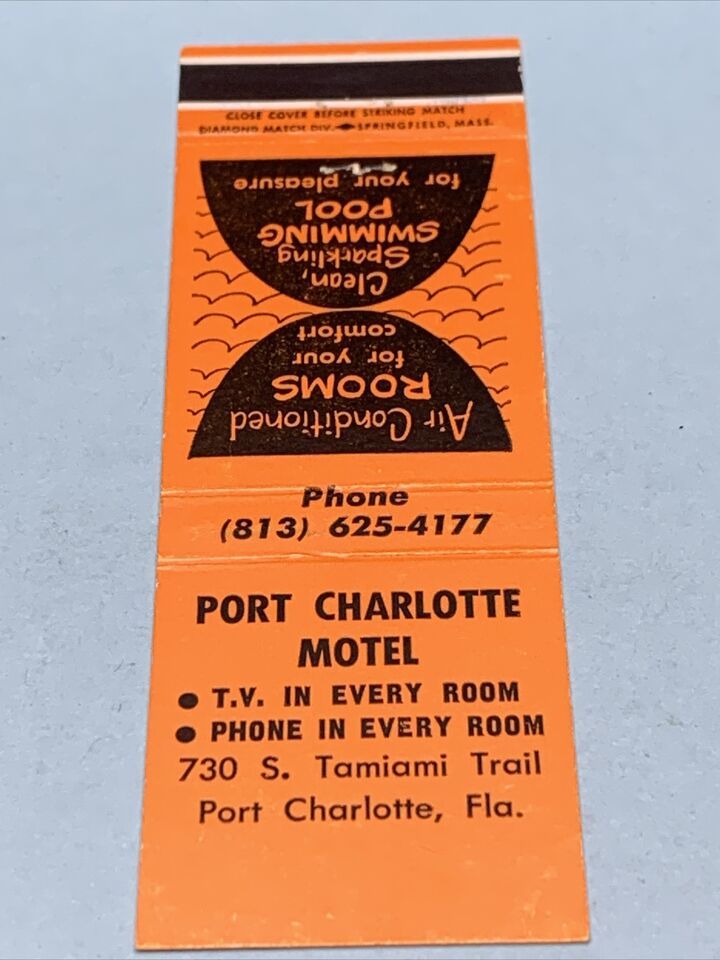 CLOSE COVER BEFORE STRIKING MATCH
DIAMOND MATCH DIV. SPRINGFIELD, MASS.
Air Conditioned
ROOMS
for your
comfort
Clean,
Sparkling
SWIMMING
POOL
for your pleasure
Phone
(813) 625-4177
PORT CHARLOTTE
MOTEL
● T.V. IN EVERY ROOM
● PHONE IN EVERY ROOM
730 S. Tamiami Trail
Port Charlotte, Fla.